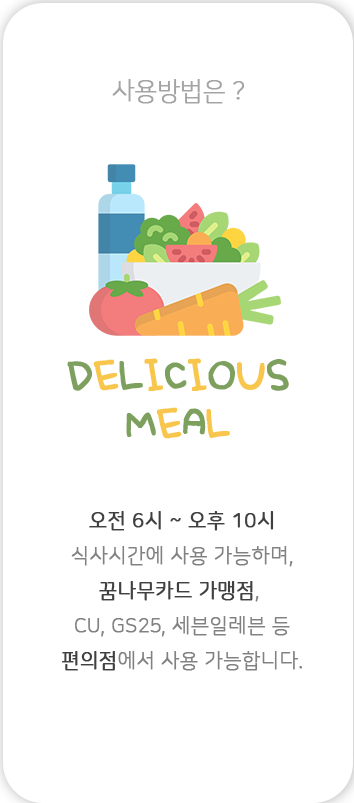 사용방법은 ?
DELICIOUS
MEAL
오전 6시 ~ 오후 10시
식사시간에 사용 가능하며,
꿈나무카드 가맹점,
CU, GS25, 세븐일레븐 등
편의점에서 사용 가능합니다.